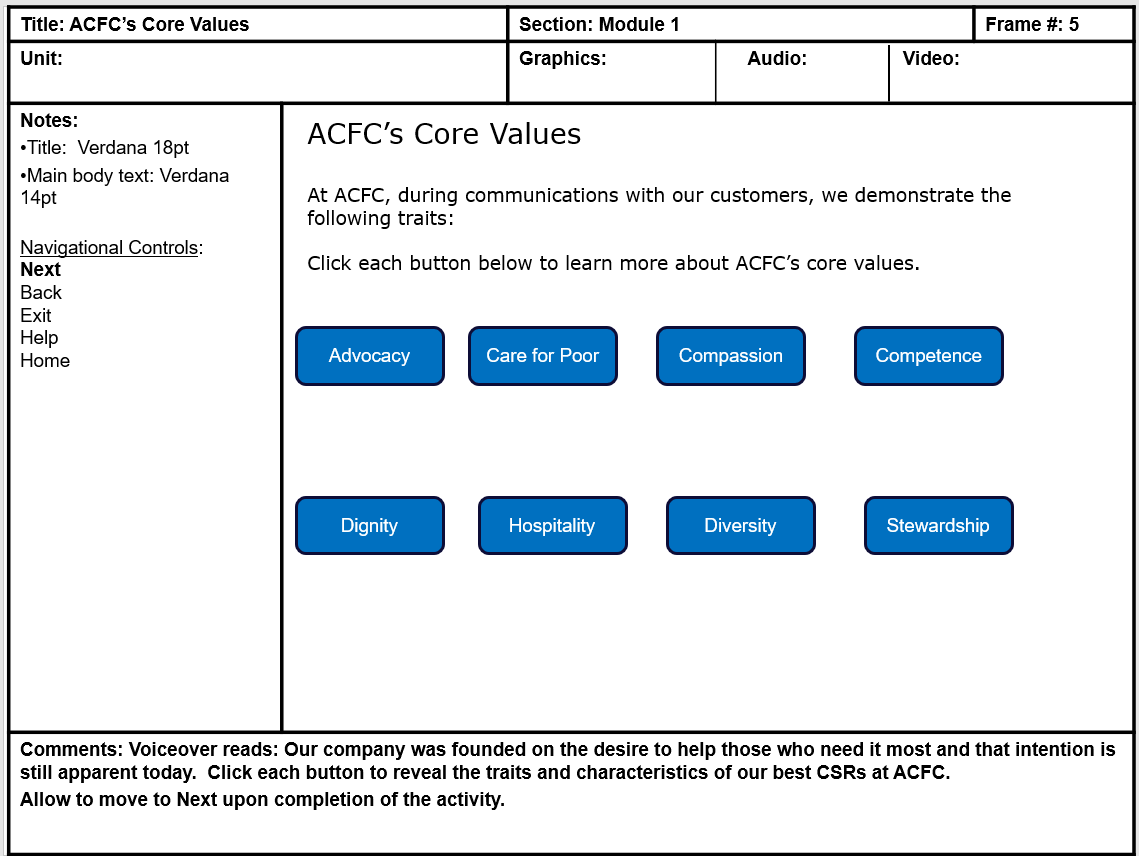 Title: ACFC’s Core Values
Section: Module 1
Frame #: 5
Unit:
Graphics:
Audio:
Video:
Notes:
•Title:  Verdana 18pt
•Main body text: Verdana
14pt
Navigational Controls:
Next
Back
Exit
Help
Home
ACFC’s Core Values
At ACFC, during communications with our customers, we demonstrate the
following traits:
Click each button below to learn more about ACFC’s core values.
Advocacy
Care for Poor
Compassion
Competence
Dignity
Hospitality
Diversity
Stewardship
Comments: Voiceover reads: Our company was founded on the desire to help those who need it most and that intention is
still apparent today.  Click each button to reveal the traits and characteristics of our best CSRs at ACFC.
Allow to move to Next upon completion of the activity.